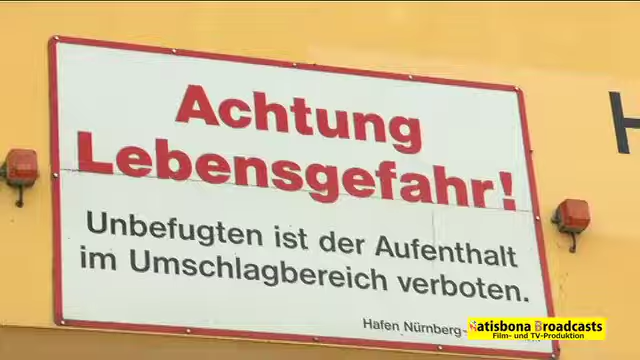 Achtung
Lebensgefahr!
Unbefugten ist der Aufenthalt
im Umschlagbereich verboten.
Hafen Nürnberg-
Ratisbona Broadcasts
Film- und TV-Produktion
H